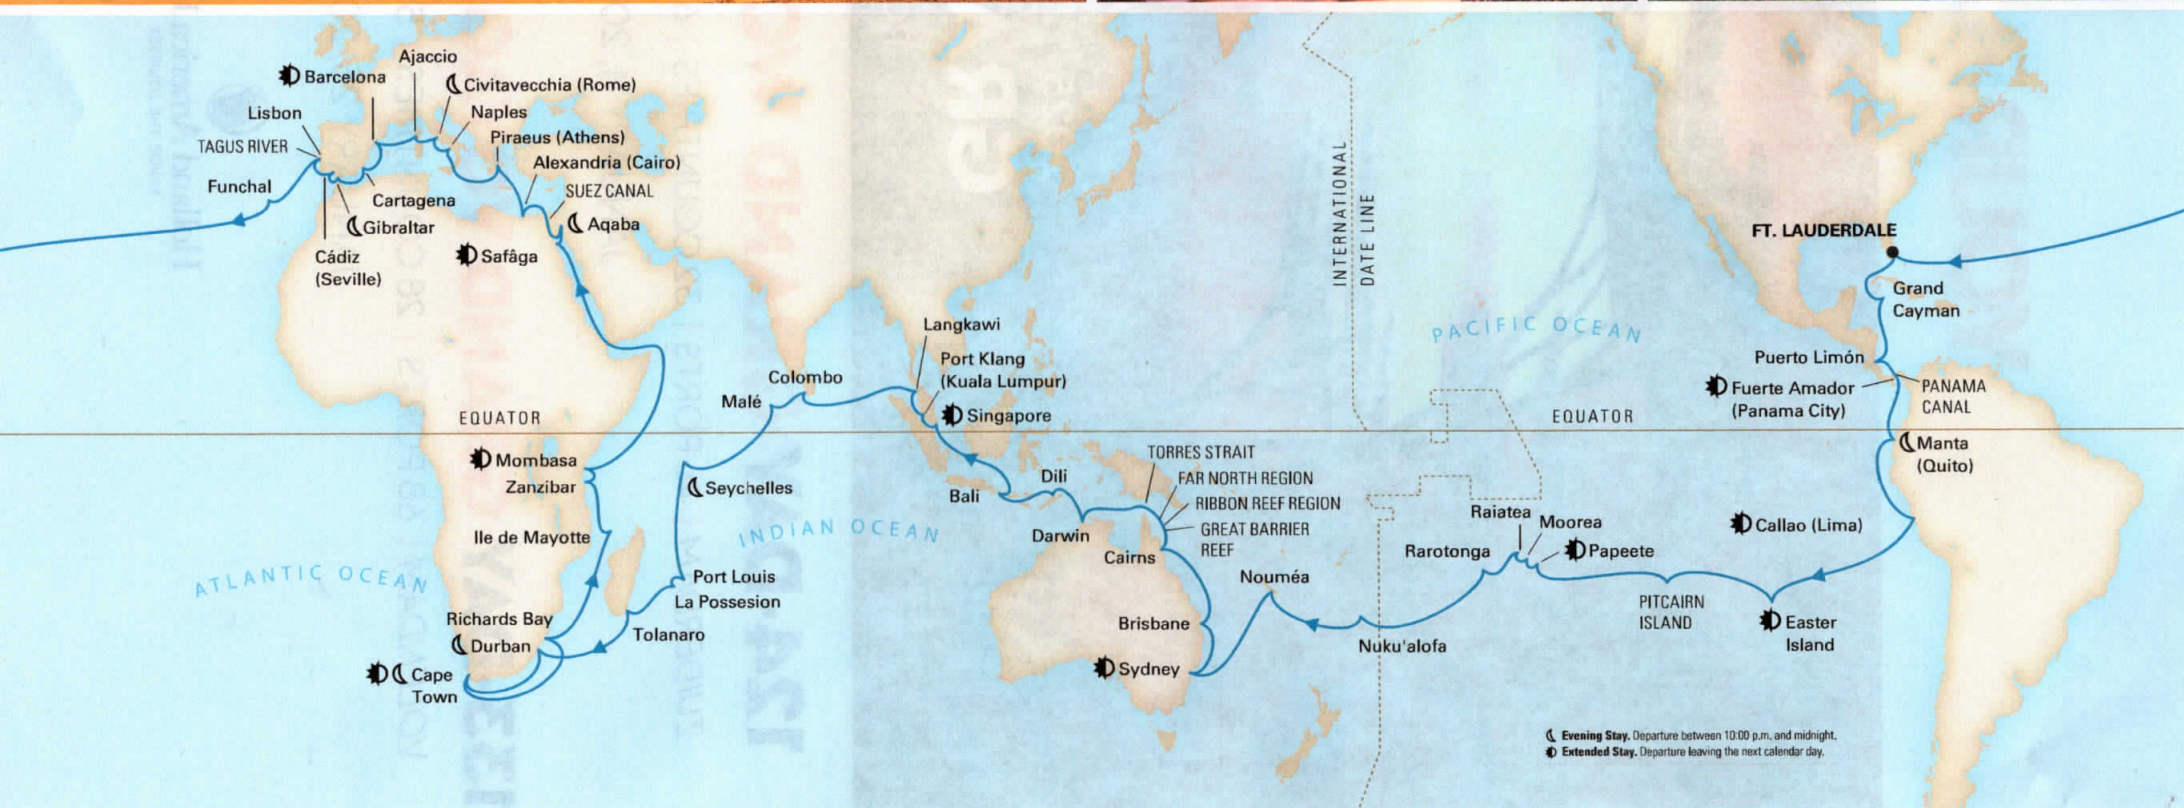 Ajaccio
Barcelona
Civitavecchia (Rome)
Lisbon
Naples
TAGUS RIVER
Piraeus (Athens)
Alexandria (Cairo)
Funchal
SUEZ CANAL
Cartagena
Gibraltar
Aqaba
Cádiz
(Seville)
Safâga
INTERNATIONAL
DATE LINE
FT. LAUDERDALE
Grand
Cayman
Langkawi
PACIFIC OCEAN
Port Klang
(Kuala Lumpur)
Puerto Limón
Colombo
Malé
Singapore
Fuerte Amador
(Panama City)
PANAMA
CANAL
EQUATOR
EQUATOR
Manta
(Quito)
Mombasa
Zanzibar
TORRES STRAIT
Dili
FAR NORTH REGION
Seychelles
Bali
RIBBON REEF REGION
Raiatea
Moorea
Callao (Lima)
INDIAN OCEAN
Ile de Mayotte
Darwin
GREAT BARRIER
REEF
Cairns
Rarotonga
Papeete
ATLANTIC OCEAN
Port Louis
La Possesion
Nouméa
PITCAIRN
ISLAND
Richards Bay
Tolanaro
Brisbane
Easter
Island
Durban
Nuku'alofa
Cape
Town
Sydney
Evening Stay. Departure between 10:00 p.m. and midnight.
Extended Stay. Departure leaving the next calendar day.